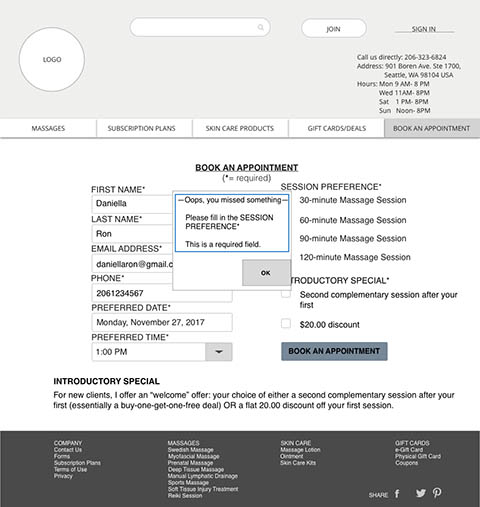 JOIN
SIGN IN
LOGO
Call us directly: 206-323-6824
Address: 901 Boren Ave. Ste 1700,
Seattle, WA 98104 USA
Hours: Mon 9 AM- 8 PM
Wed 11AM- 8PM
Sat 1 PM- 8PM
Sun Noon- 8PM
MASSAGES
SUBSCRIPTION PLANS
SKIN CARE PRODUCTS
GIFT CARDS/DEALS
BOOK AN APPOINTMENT
BOOK AN APPOINTMENT
(*= required)
FIRST NAME*
Daniella
LAST NAME*
Ron
EMAIL ADDRESS*
daniellaron@gmail.c
PHONE*
2061234567
PREFERRED DATE*
Monday, November 27, 2017
PREFERRED TIME*
1:00 PM
Oops, you missed something
Please fill in the SESSION
PREFERENCE*
This is a required field.
OK
SESSION PREFERENCE*
30-minute Massage Session
60-minute Massage Session
90-minute Massage Session
120-minute Massage Session
NTRODUCTORY SPECIAL*
Second complementary session after your
first
$20.00 discount
BOOK AN APPOINTMENT
INTRODUCTORY SPECIAL
For new clients, I offer an “welcome” offer: your choice of either a second complementary session after your
first (essentially a buy-one-get-one-free deal) OR a flat 20.00 discount off your first session.
COMPANY
Contact Us
Forms
Subscription Plans
Terms of Use
Privacy
MASSAGES
Swedish Massage
Myofascial Massage
Prenatal Massage
Deep Tissue Massage
Manual Lymphatic Drainage
Sports Massage
Soft Tissue Injury Treatment
Reiki Session
SKIN CARE
Massage Lotion
Ointment
Skin Care Kits
GIFT CARDS
e-Gift Card
Physical Gift Card
Coupons
SHARE